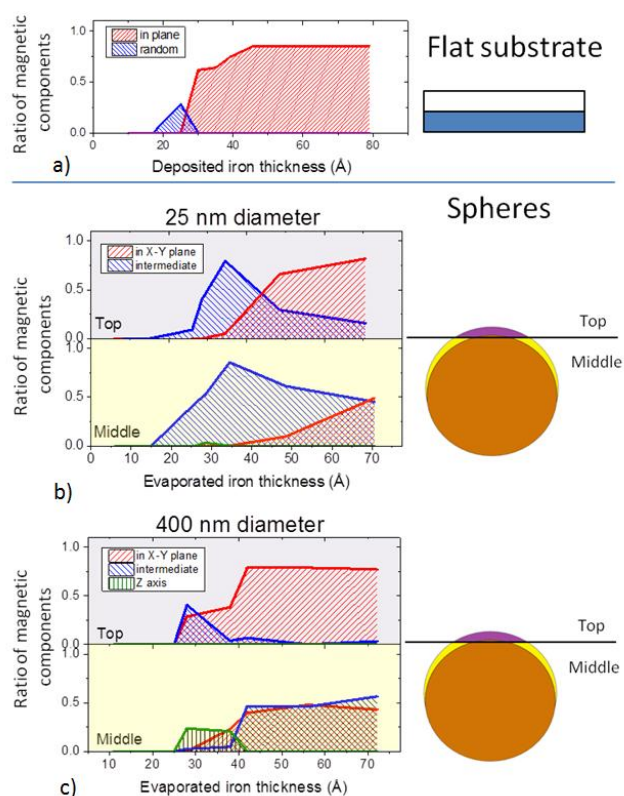 Flat substrate
in plane
random
Ratio of magnetic
components
1.0
0.5
0.0
0
20
40
60
80
Deposited iron thickness (Å)
a)
Spheres
25 nm diameter
in X-Y plane
intermediate
Ratio of magnetic
components
1.0
0.5
0.0
Top
1.0
0.5
0.0
Middle
0
10
20
30
40
50
60
70
Evaporated iron thickness (Å)
b)
Top
Middle
400 nm diameter
in X-Y plane
intermediate
Z axis
Ratio of magnetic
components
1.0
0.5
0.0
Top
1.0
0.5
0.0
Middle
10
20
30
40
50
60
70
Evaporated iron thickness (Å)
c)
Top
Middle